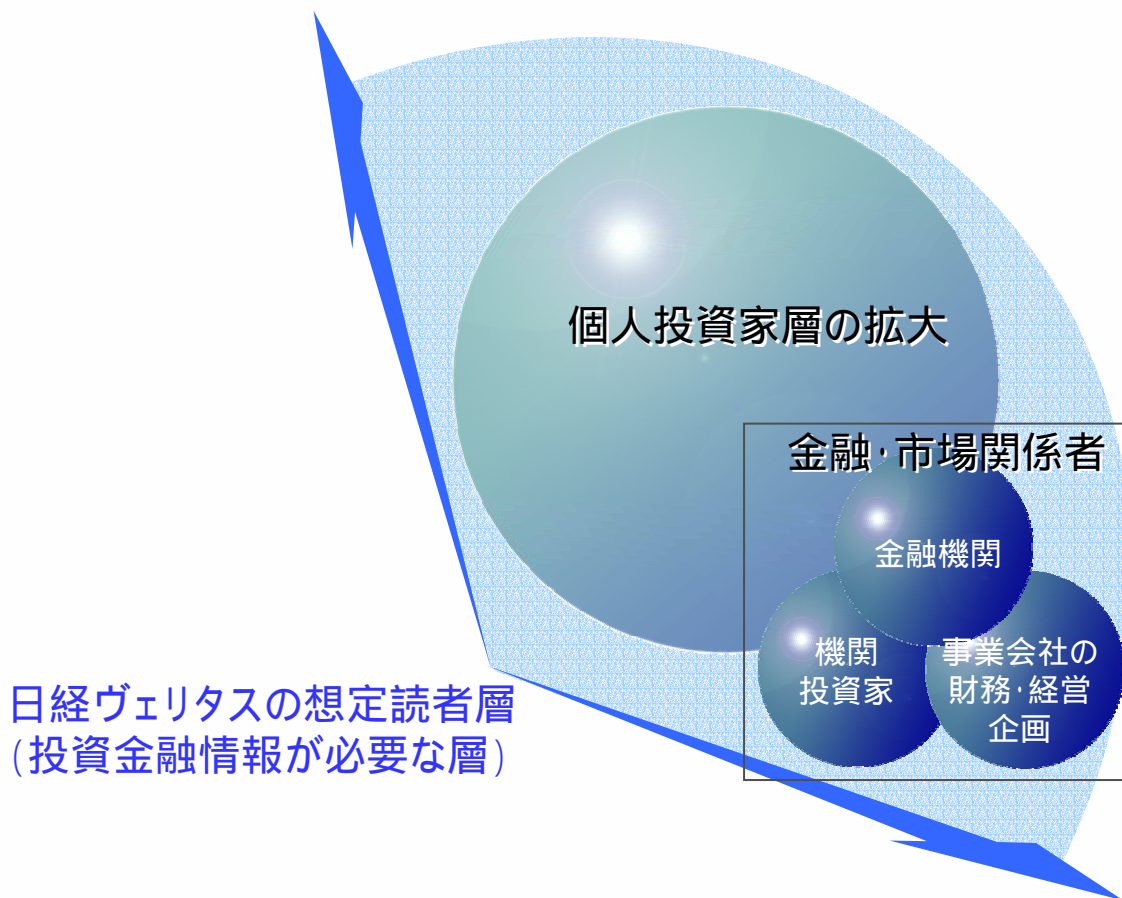 個人投資家層の拡大
金融・市場関係者
金融機関
機関
投資家
事業会社の
財務・経営
企画
日経ヴェリタスの想定読者層
(投資金融情報が必要な層)